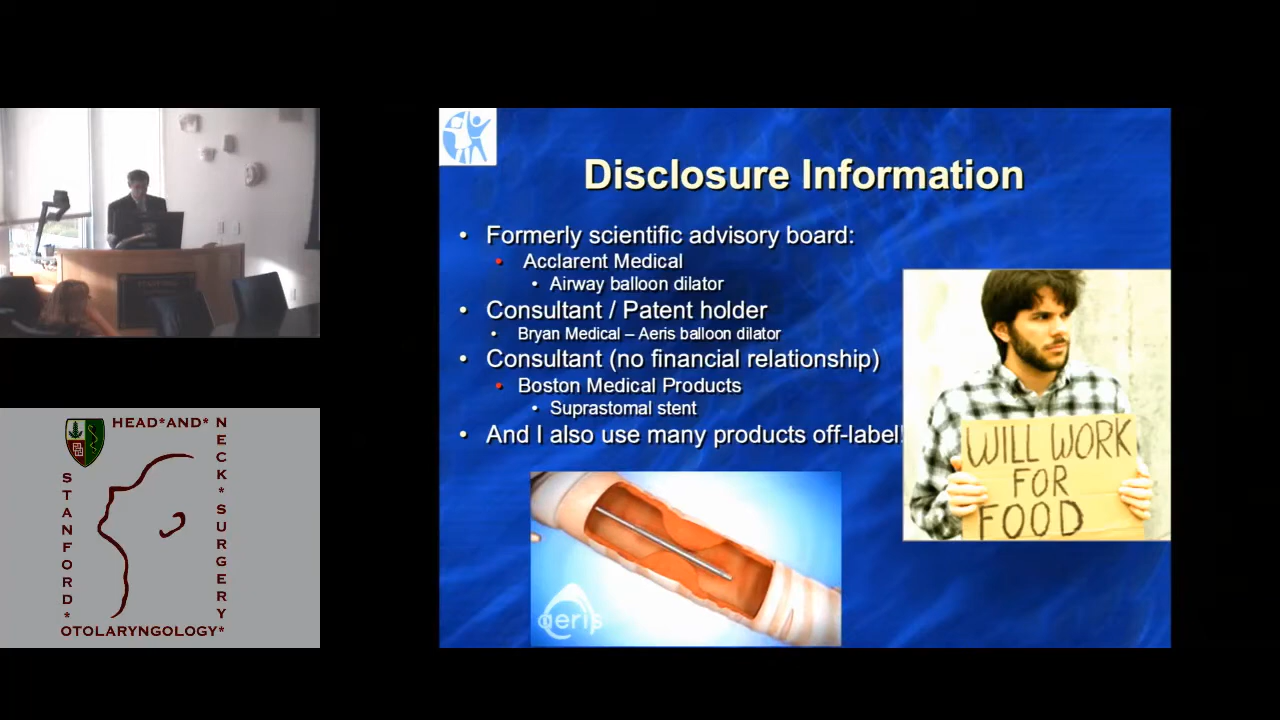 Disclosure Information
• Formerly scientific advisory board:
• Acclarent Medical
• Airway balloon dilator
• Consultant / Patent holder
• Bryan Medical – Aeris balloon dilator
• Consultant (no financial relationship)
• Boston Medical Products
• Suprastomal stent
• And I also use many products off-label!
WILL WORK
FOR
FOOD
aeris
HEAD*AND*
NECK*SURGERY*
STANFORD*
OTOLARYNGOLOGY*